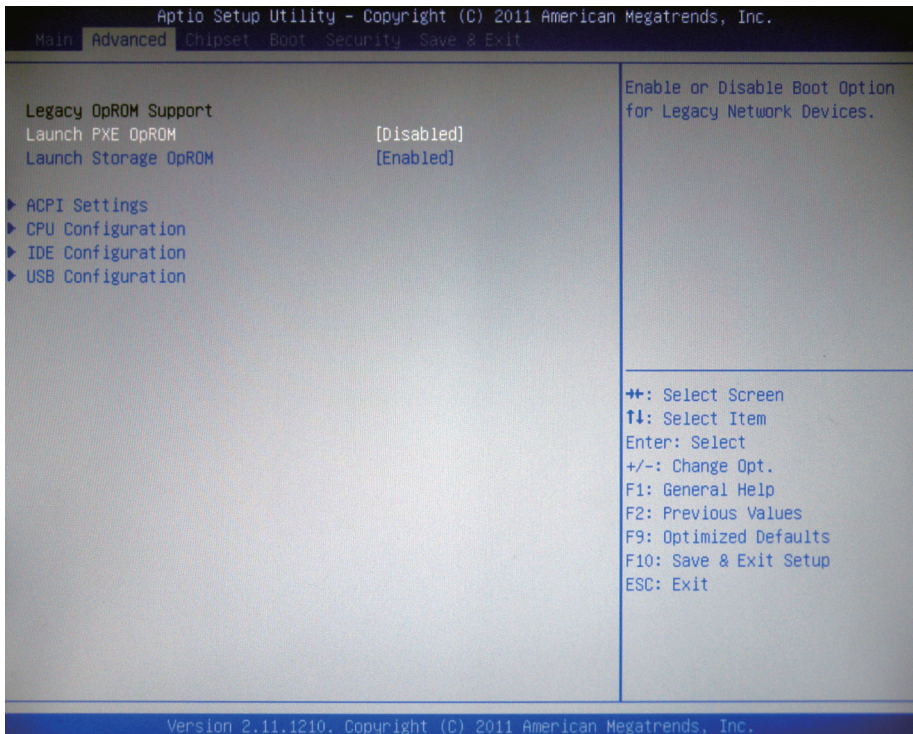 Aptio Setup Utility - Copyright (C) 2011 American Megatrends, Inc.
Main Advanced Chipset Boot Security Save & Exit
Legacy OpROM Support
Launch PXE OpROM [Disabled]
Launch Storage OpROM [Enabled]
ACPI Settings
CPU Configuration
IDE Configuration
USB Configuration
Enable or Disable Boot Option
for Legacy Network Devices.
→←: Select Screen
↑↓: Select Item
Enter: Select
+/-: Change Opt.
F1: General Help
F2: Previous Values
F9: Optimized Defaults
F10: Save & Exit Setup
ESC: Exit
Version 2.11.1210. Copyright (C) 2011 American Megatrends, Inc.